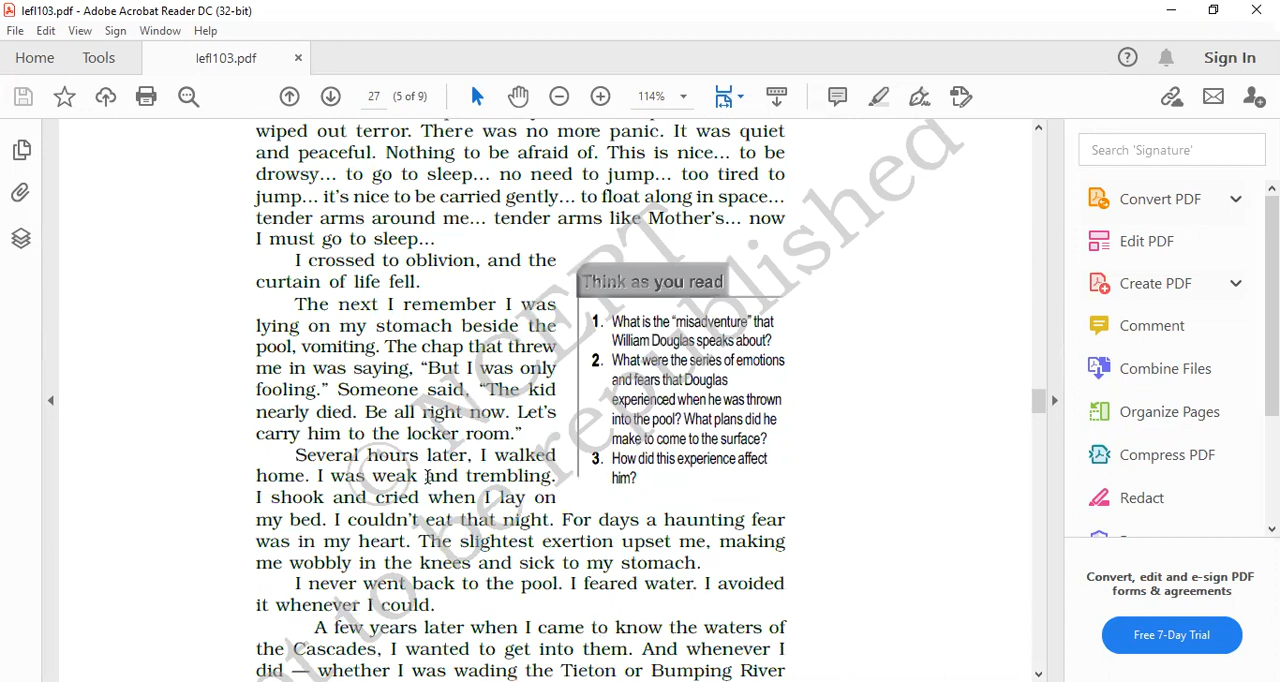 lefl103.pdf - Adobe Acrobat Reader DC (32-bit)
File Edit View Sign Window Help
Home Tools lefl103.pdf × Sign In
27 (5 of 9) 114%
wiped out terror. There was no more panic. It was quiet
and peaceful. Nothing to be afraid of. This is nice... to be
drowsy... to go to sleep... no need to jump... too tired to
jump... it's nice to be carried gently... to float along in space...
tender arms around me... tender arms like Mother's... now
I must go to sleep...
I crossed to oblivion, and the
curtain of life fell.
The next I remember I was
lying on my stomach beside the
pool, vomiting. The chap that threw
me in was saying, “But I was only
fooling.” Someone said, “The kid
nearly died. Be all right now. Let's
carry him to the locker room.”
Several hours later, I walked
home. I was weak and trembling.
I shook and cried when I lay on
my bed. I couldn't eat that night. For days a haunting fear
was in my heart. The slightest exertion upset me, making
me wobbly in the knees and sick to my stomach.
I never went back to the pool. I feared water. I avoided
it whenever I could.
A few years later when I came to know the waters of
the Cascades, I wanted to get into them. And whenever I
did — whether I was wading the Tieton or Bumping River
Think as you read
1. What is the “misadventure” that
William Douglas speaks about?
2. What were the series of emotions
and fears that Douglas
experienced when he was thrown
into the pool? What plans did he
make to come to the surface?
3. How did this experience affect
him?
© NCERT
not to be republished
Search 'Signature'
Convert PDF
Edit PDF
Create PDF
Comment
Combine Files
Organize Pages
Compress PDF
Redact
Convert, edit and e-sign PDF
forms & agreements
Free 7-Day Trial